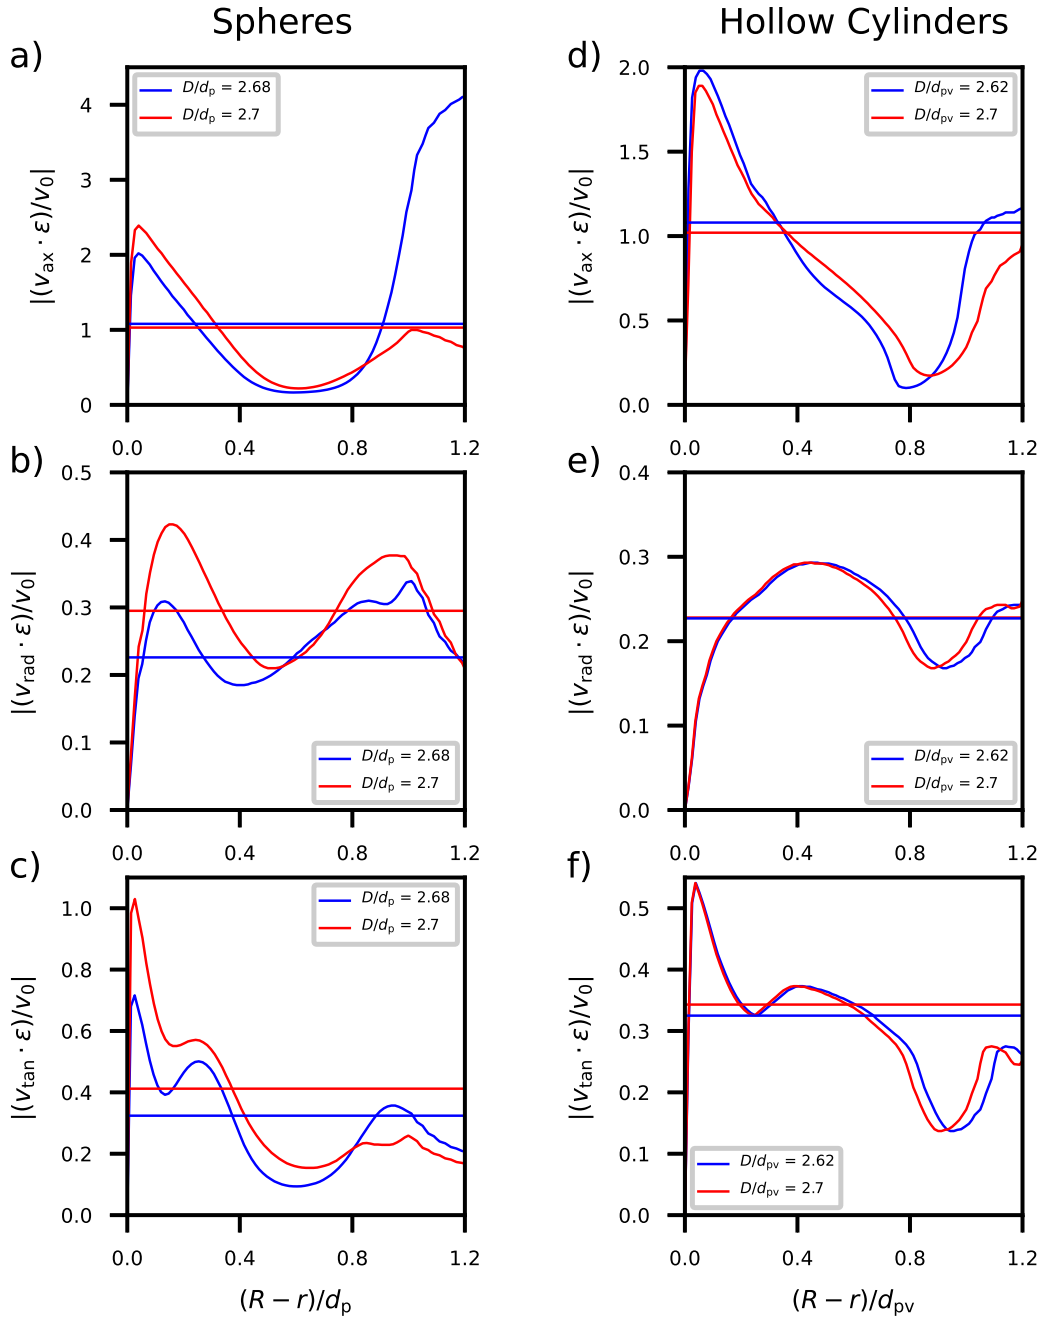 Spheres
Hollow Cylinders
a)
|(v_ax · ε)/v_0|
4
3
2
1
0
0.0 0.4 0.8 1.2
D/d_p = 2.68
D/d_p = 2.7
d)
|(v_ax · ε)/v_0|
2.0
1.5
1.0
0.5
0.0
0.0 0.4 0.8 1.2
D/d_pv = 2.62
D/d_pv = 2.7
b)
|(v_rad · ε)/v_0|
0.5
0.4
0.3
0.2
0.1
0.0
0.0 0.4 0.8 1.2
D/d_p = 2.68
D/d_p = 2.7
e)
|(v_rad · ε)/v_0|
0.4
0.3
0.2
0.1
0.0
0.0 0.4 0.8 1.2
D/d_pv = 2.62
D/d_pv = 2.7
c)
|(v_tan · ε)/v_0|
1.0
0.8
0.6
0.4
0.2
0.0
0.0 0.4 0.8 1.2
D/d_p = 2.68
D/d_p = 2.7
(R − r)/d_p
f)
|(v_tan · ε)/v_0|
0.5
0.4
0.3
0.2
0.1
0.0
0.0 0.4 0.8 1.2
D/d_pv = 2.62
D/d_pv = 2.7
(R − r)/d_pv